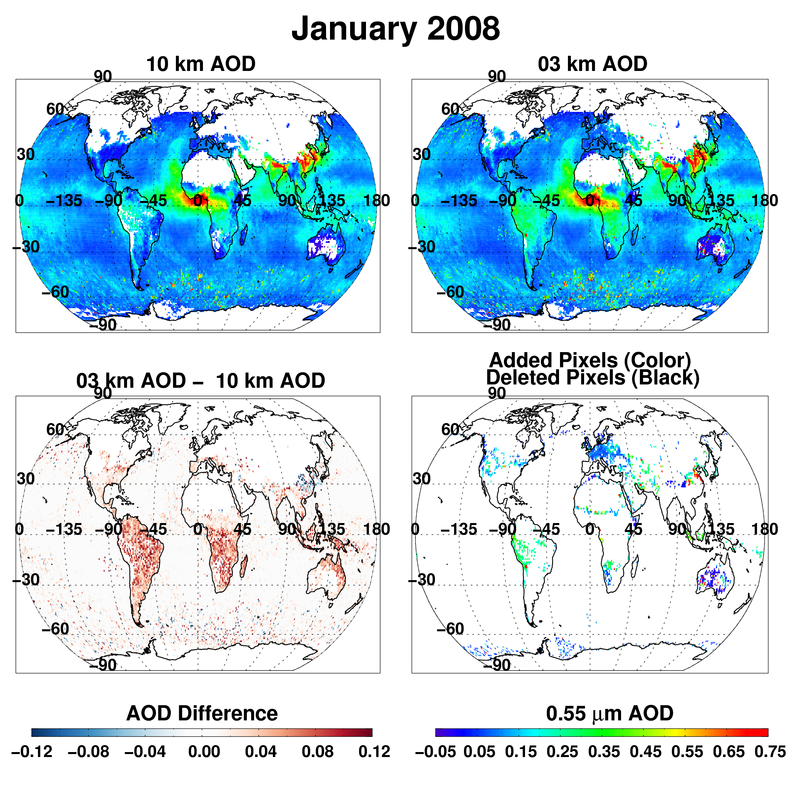 January 2008
10 km AOD
03 km AOD
90
60
30
0 −135 −90 −45 0 45 90 135 180
−30
−60
−90
90
60
30
0 −135 −90 −45 0 45 90 135 180
−30
−60
−90
03 km AOD − 10 km AOD
Added Pixels (Color)
Deleted Pixels (Black)
90
60
30
0 −135 −90 −45 0 45 90 135 180
−30
−60
−90
90
60
30
0 −135 −90 −45 0 45 90 135 180
−30
−60
−90
AOD Difference
−0.12 −0.08 −0.04 0.00 0.04 0.08 0.12
0.55 μm AOD
−0.05 0.05 0.15 0.25 0.35 0.45 0.55 0.65 0.75